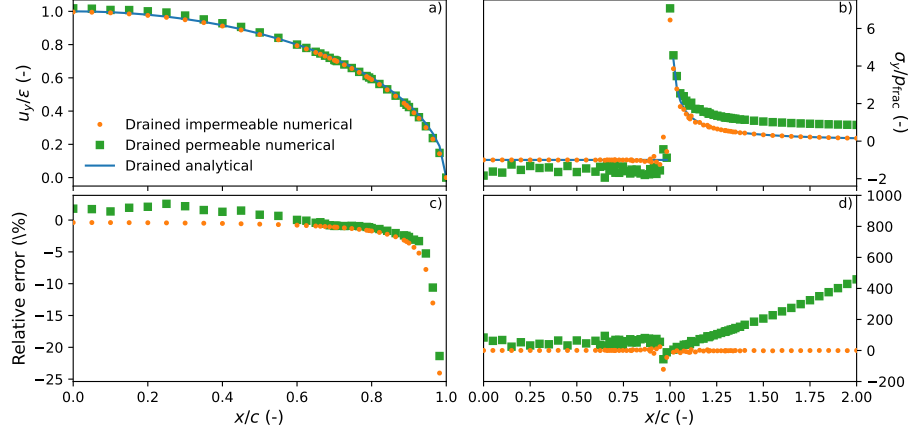 a)
1.0
0.8
0.6
0.4
0.2
0.0
u_y/ε (-)
Drained impermeable numerical
Drained permeable numerical
Drained analytical
b)
6
4
2
0
−2
σ_y/p_frac (-)
c)
0
−5
−10
−15
−20
−25
Relative error (\%)
0.0 0.2 0.4 0.6 0.8 1.0
x/c (-)
d)
1000
800
600
400
200
0
−200
0.00 0.25 0.50 0.75 1.00 1.25 1.50 1.75 2.00
x/c (-)